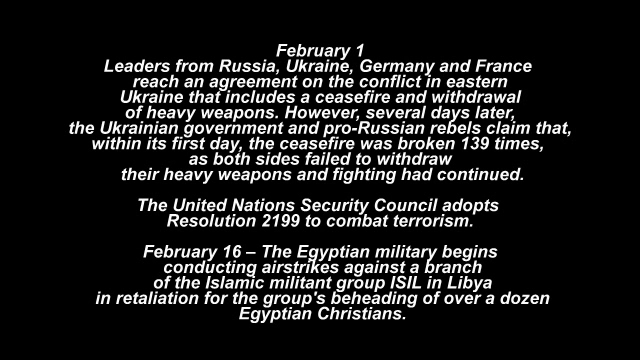 February 1
Leaders from Russia, Ukraine, Germany and France
reach an agreement on the conflict in eastern
Ukraine that includes a ceasefire and withdrawal
of heavy weapons. However, several days later,
the Ukrainian government and pro-Russian rebels claim that,
within its first day, the ceasefire was broken 139 times,
as both sides failed to withdraw
their heavy weapons and fighting had continued.
The United Nations Security Council adopts
Resolution 2199 to combat terrorism.
February 16 – The Egyptian military begins
conducting airstrikes against a branch
of the Islamic militant group ISIL in Libya
in retaliation for the group's beheading of over a dozen
Egyptian Christians.